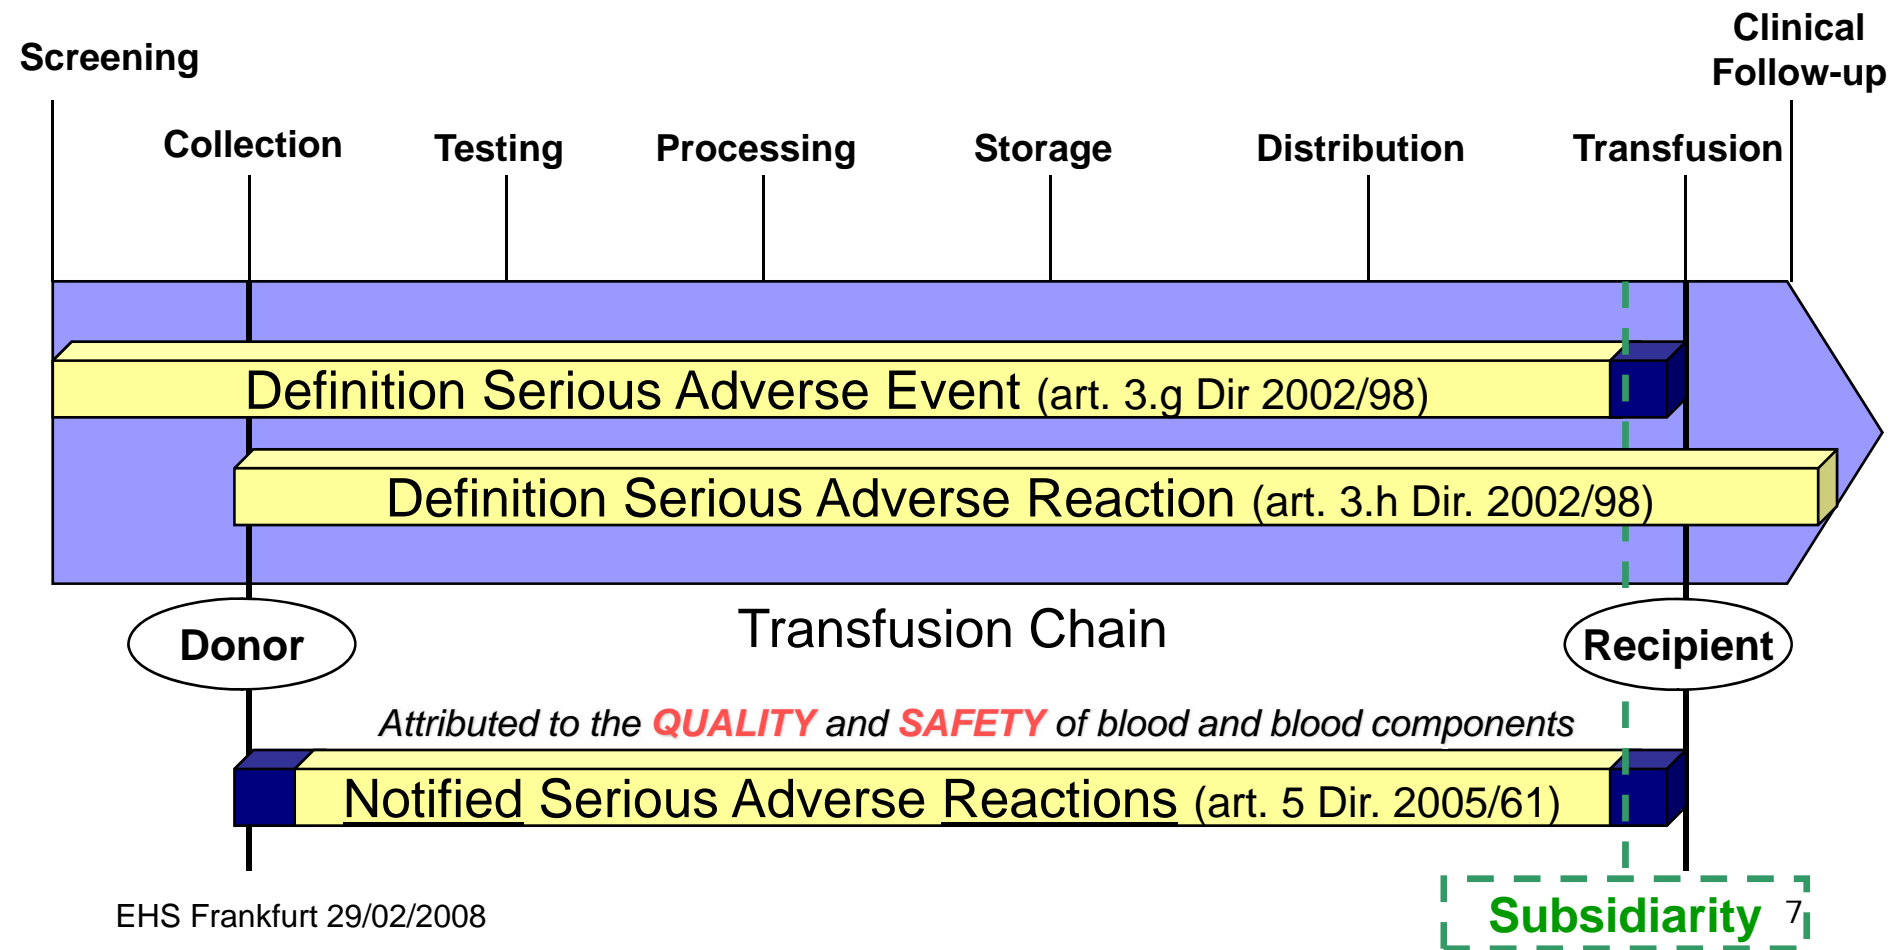 Screening
Clinical
Follow-up
Collection
Testing
Processing
Storage
Distribution
Transfusion
Definition Serious Adverse Event (art. 3.g Dir 2002/98)
Definition Serious Adverse Reaction (art. 3.h Dir. 2002/98)
Donor
Transfusion Chain
Recipient
Attributed to the QUALITY and SAFETY of blood and blood components
Notified Serious Adverse Reactions (art. 5 Dir. 2005/61)
EHS Frankfurt 29/02/2008
Subsidiarity
7